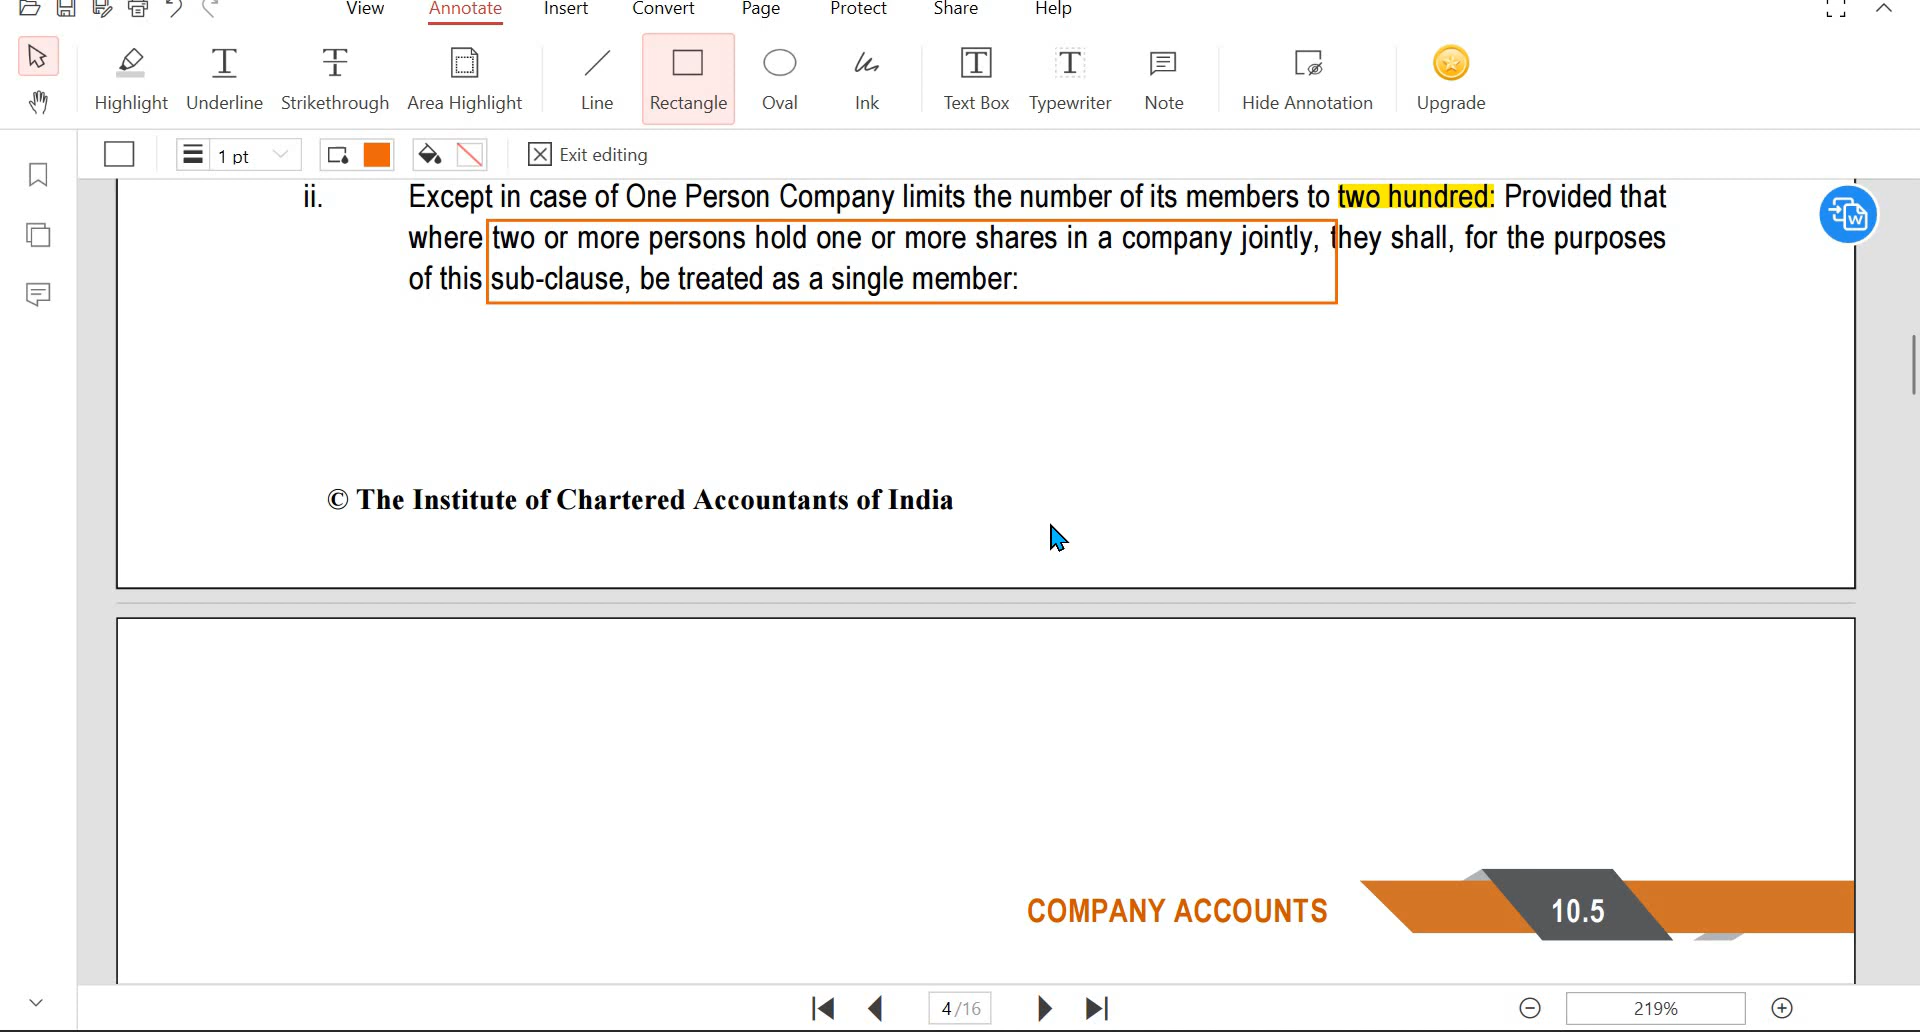 View Annotate Insert Convert Page Protect Share Help
Highlight Underline Strikethrough Area Highlight Line Rectangle Oval Ink Text Box Typewriter Note Hide Annotation Upgrade
1 pt Exit editing
ii. Except in case of One Person Company limits the number of its members to two hundred: Provided that
where two or more persons hold one or more shares in a company jointly, they shall, for the purposes
of this sub-clause, be treated as a single member:
© The Institute of Chartered Accountants of India
COMPANY ACCOUNTS 10.5
4 /16 219%